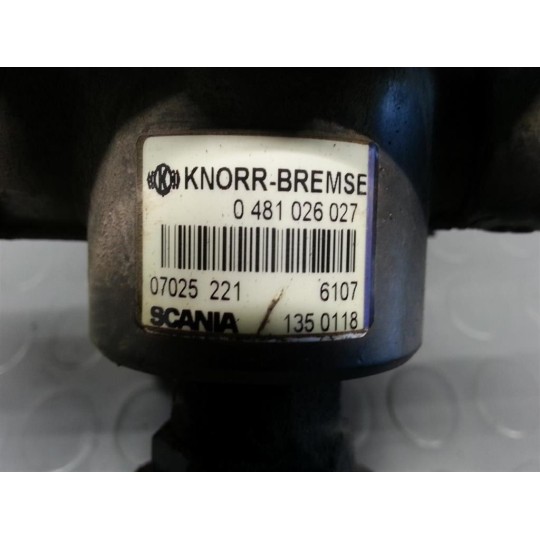 KNORR-BREMSE
0 481 026 027
07025 221 6107
SCANIA 135 0118